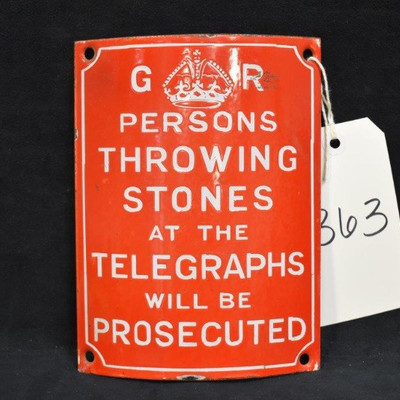 G R
PERSONS
THROWING
STONES
AT THE
TELEGRAPHS
WILL BE
PROSECUTED
363